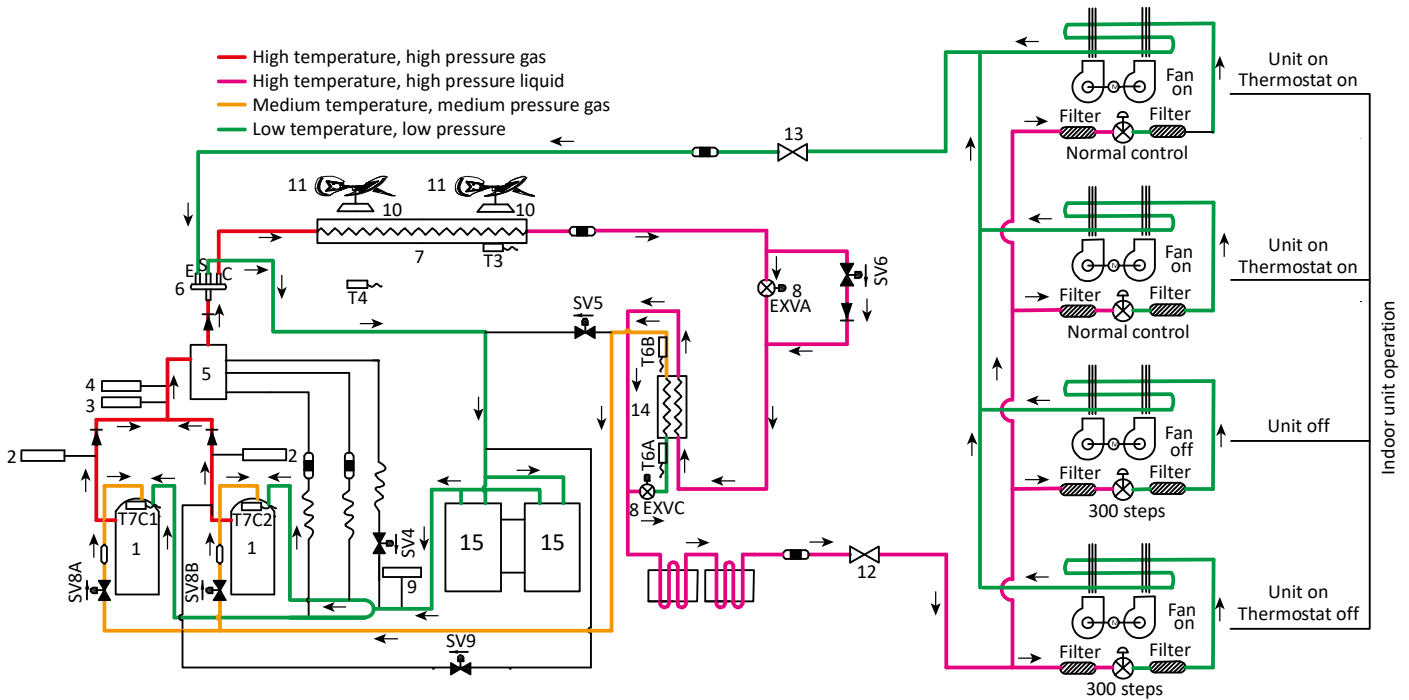 High temperature, high pressure gas
High temperature, high pressure liquid
Medium temperature, medium pressure gas
Low temperature, low pressure
13
11
11
10
10
7
T3
T4
E
S
C
6
5
4
3
2
2
T7C1
T7C2
1
1
SV8A
SV8B
SV4
9
SV9
15
15
SV5
T6B
14
T6A
8
EXVC
8
EXVA
SV6
12
M
Fan
on
Filter
Filter
Normal control
Unit on
Thermostat on
M
Fan
on
Filter
Filter
Normal control
Unit on
Thermostat on
M
Fan
off
Filter
Filter
300 steps
Unit off
M
Fan
on
Filter
Filter
300 steps
Unit on
Thermostat off
Indoor unit operation